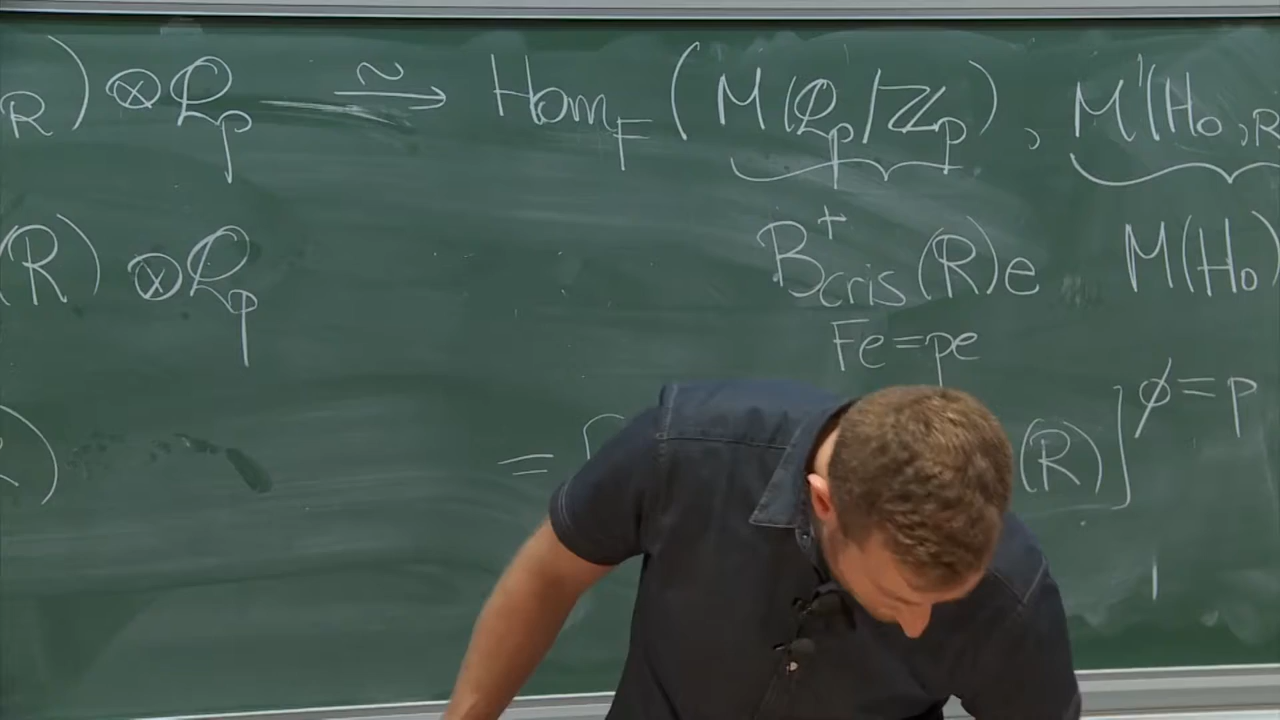 R) ⊗ Q_p ⥲ Hom_F (M(Q_p/Z_p), M'(H_0,R
(R) ⊗ Q_p B⁺_cris(R)e M(H_0)
Fe=pe
) = [ (R)]^{ϕ=p}